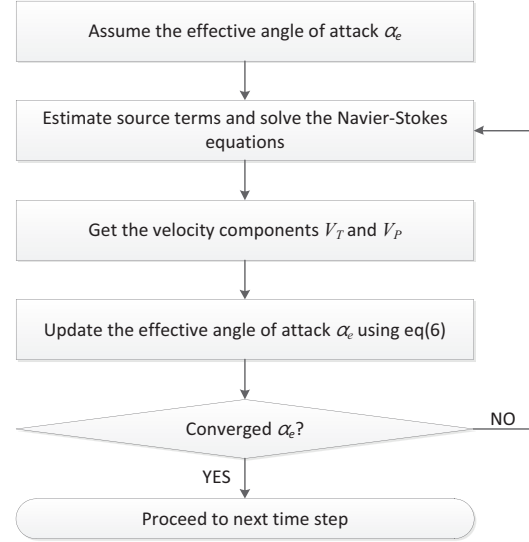 Assume the effective angle of attack αe
Estimate source terms and solve the Navier-Stokes
equations
Get the velocity components VT and VP
Update the effective angle of attack αe using eq(6)
Converged αe?
NO
YES
Proceed to next time step